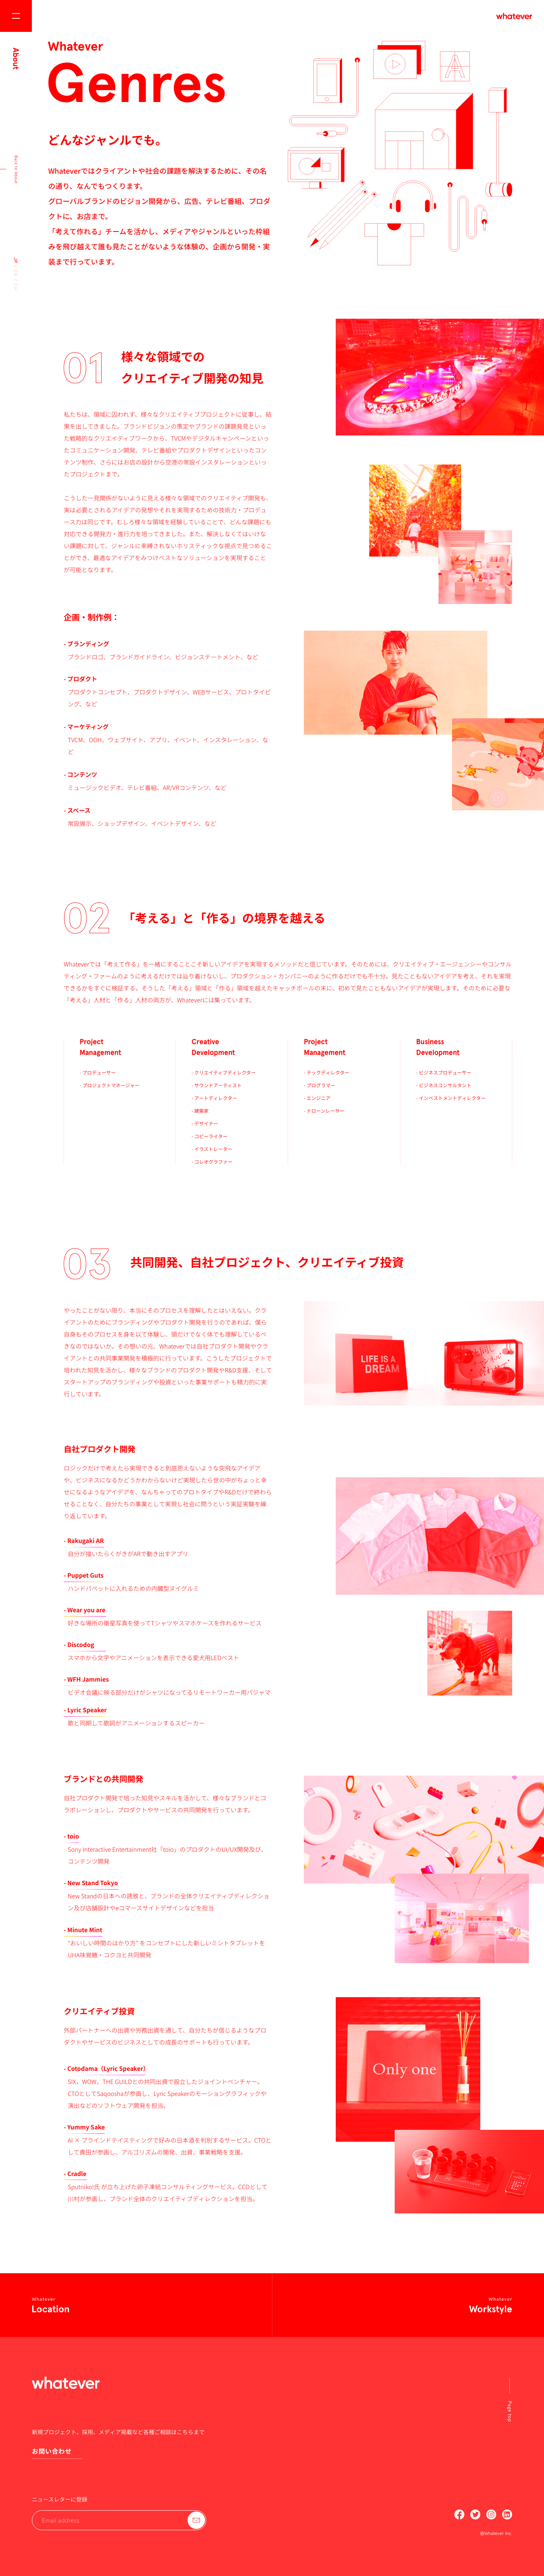 whatever
About
Back to About
Whatever
Genres
どんなジャンルでも。
Whateverではクライアントや社会の課題を解決するために、その名
の通り、なんでもつくります。
グローバルブランドのビジョン開発から、広告、テレビ番組、プロダ
クトに、お店まで。
「考えて作れる」チームを活かし、メディアやジャンルといった枠組
みを飛び越えて誰も見たことがないような体験の、企画から開発・実
装まで行っています。
01
様々な領域での
クリエイティブ開発の知見
私たちは、領域に囚われず、様々なクリエイティブプロジェクトに従事し、結
果を出してきました。ブランドビジョンの策定やブランドの課題発見といっ
た戦略的なクリエイティブワークから、TVCMやデジタルキャンペーンといっ
たコミュニケーション開発、テレビ番組やプロダクトデザインといったコン
テンツ制作、さらにはお店の設計から空港の常設インスタレーションといっ
たプロジェクトまで。
こうした一見関係がないように見える様々な領域でのクリエイティブ開発も、
実は必要とされるアイデアの発想やそれを実現するための技術力・プロデュ
ース力は同じです。むしろ様々な領域を経験していることで、どんな課題にも
対応できる開発力・進行力を培ってきました。また、解決しなくてはいけな
い課題に対して、ジャンルに束縛されないホリスティックな視点で見つめるこ
とができ、最適なアイデアをみつけベストなソリューションを実現すること
が可能となります。
企画・制作例：
- ブランディング
ブランドロゴ、ブランドガイドライン、ビジョンステートメント、など
- プロダクト
プロダクトコンセプト、プロダクトデザイン、WEBサービス、プロトタイピ
ング、など
- マーケティング
TVCM、OOH、ウェブサイト、アプリ、イベント、インスタレーション、な
ど
- コンテンツ
ミュージックビデオ、テレビ番組、AR/VRコンテンツ、など
- スペース
常設展示、ショップデザイン、イベントデザイン、など
02
「考える」と「作る」の境界を越える
Whateverでは「考えて作る」を一緒にすることこそ新しいアイデアを実現するメソッドだと信じています。そのためには、クリエイティブ・エージェンシーやコンサル
ティング・ファームのように考えるだけでは辿り着けないし、プロダクション・カンパニーのように作るだけでも不十分。見たこともないアイデアを考え、それを実現
できるかをすぐに検証する。そうした「考える」領域と「作る」領域を越えたキャッチボールの末に、初めて見たこともないアイデアが実現します。そのために必要な
「考える」人材と「作る」人材の両方が、Whateverには集っています。
Project
Management
- プロデューサー
- プロジェクトマネージャー
Creative
Development
- クリエイティブディレクター
- サウンドアーティスト
- アートディレクター
- 建築家
- デザイナー
- コピーライター
- イラストレーター
- コレオグラファー
Project
Management
- テックディレクター
- プログラマー
- エンジニア
- ドローンレーサー
Business
Development
- ビジネスプロデューサー
- ビジネスコンサルタント
- インベストメントディレクター
03
共同開発、自社プロジェクト、クリエイティブ投資
やったことがない限り、本当にそのプロセスを理解したとはいえない。クラ
イアントのためにブランディングやプロダクト開発を行うのであれば、僕ら
自身もそのプロセスを身を以て体験し、頭だけでなく体でも理解しているべ
きなのではないか。その想いの元、Whateverでは自社プロダクト開発やクラ
イアントとの共同事業開発を積極的に行っています。こうしたプロジェクトで
培われた知見を活かし、様々なブランドのプロダクト開発やR&D支援、そして
スタートアップのブランディングや投資といった事業サポートも精力的に実
行しています。
LIFE IS A
DREAM
自社プロダクト開発
ロジックだけで考えたら実現できると到底思えないような突飛なアイデア
や、ビジネスになるかどうかわからないけど実現したら世の中がちょっと幸
せになるようなアイデアを、なんちゃってのプロトタイプやR&Dだけで終わら
せることなく、自分たちの事業として実際し社会に問うという実証実験を繰
り返しています。
- Rakugaki AR
自分が描いたらくがきがARで動き出すアプリ
- Puppet Guts
ハンドパペットに入れるための内臓型ヌイグルミ
- Wear you are
好きな場所の衛星写真を使ってTシャツやスマホケースを作れるサービス
- Discodog
スマホから文字やアニメーションを表示できる愛犬用LEDベスト
- WFH Jammies
ビデオ会議に映る部分だけがシャツになってるリモートワーカー用パジャマ
- Lyric Speaker
歌と同期して歌詞がアニメーションするスピーカー
ブランドとの共同開発
自社プロダクト開発で培った知見やスキルを活かして、様々なブランドとコ
ラボレーションし、プロダクトやサービスの共同開発を行っています。
- toio
Sony Interactive Entertainment社「toio」のプロダクトのUI/UX開発及び、
コンテンツ開発
- New Stand Tokyo
New Standの日本への誘致と、ブランドの全体クリエイティブディレクショ
ン及び店舗設計やeコマースサイトデザインなどを担当
- Minute Mint
"おいしい時間のはかり方" をコンセプトにした新しいミントタブレットを
UHA味覚糖・コクヨと共同開発
クリエイティブ投資
外部パートナーへの出資や労務出資を通して、自分たちが信じるようなプロ
ダクトやサービスのビジネスとしての成長のサポートも行っています。
- Cotodama（Lyric Speaker）
SIX、WOW、THE GUILDとの共同出資で設立したジョイントベンチャー。
CTOとしてSaqooshaが参画し、Lyric Speakerのモーショングラフィックや
演出などのソフトウェア開発を担当。
- Yummy Sake
AI × ブラインドテイスティングで好みの日本酒を判別するサービス。CTOと
して農田が参画し、アルゴリズムの開発、出資、事業戦略を支援。
- Cradle
Sputniko!氏 が立ち上げた卵子凍結コンサルティングサービス。CCOとして
川村が参画し、ブランド全体のクリエイティブディレクションを担当。
Only one
Whatever
Location
Whatever
Workstyle
whatever
Page top
新規プロジェクト、採用、メディア掲載など各種ご相談はこちらまで
お問い合わせ
ニュースレターに登録
Email address
@Whatever Inc.